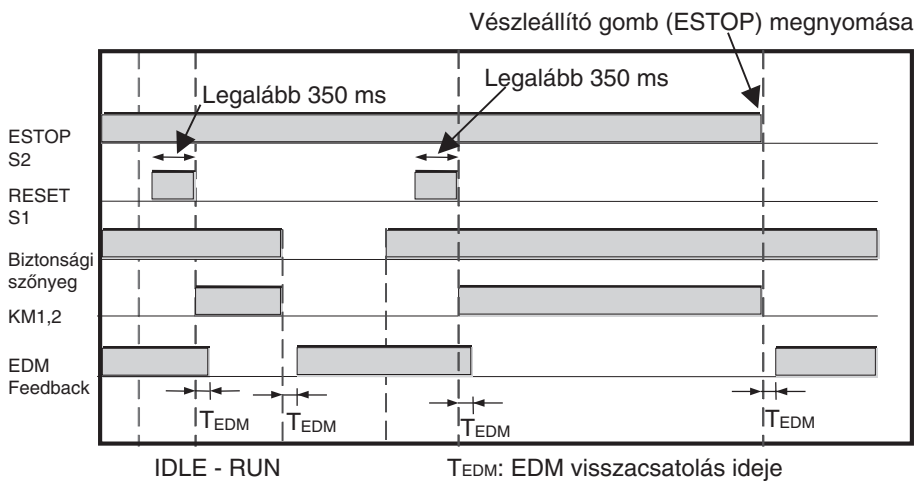 Vészleállító gomb (ESTOP) megnyomása
Legalább 350 ms
Legalább 350 ms
ESTOP
S2
RESET
S1
Biztonsági
szőnyeg
KM1,2
EDM
Feedback
TEDM
TEDM
TEDM
TEDM
IDLE - RUN
TEDM: EDM visszacsatolás ideje